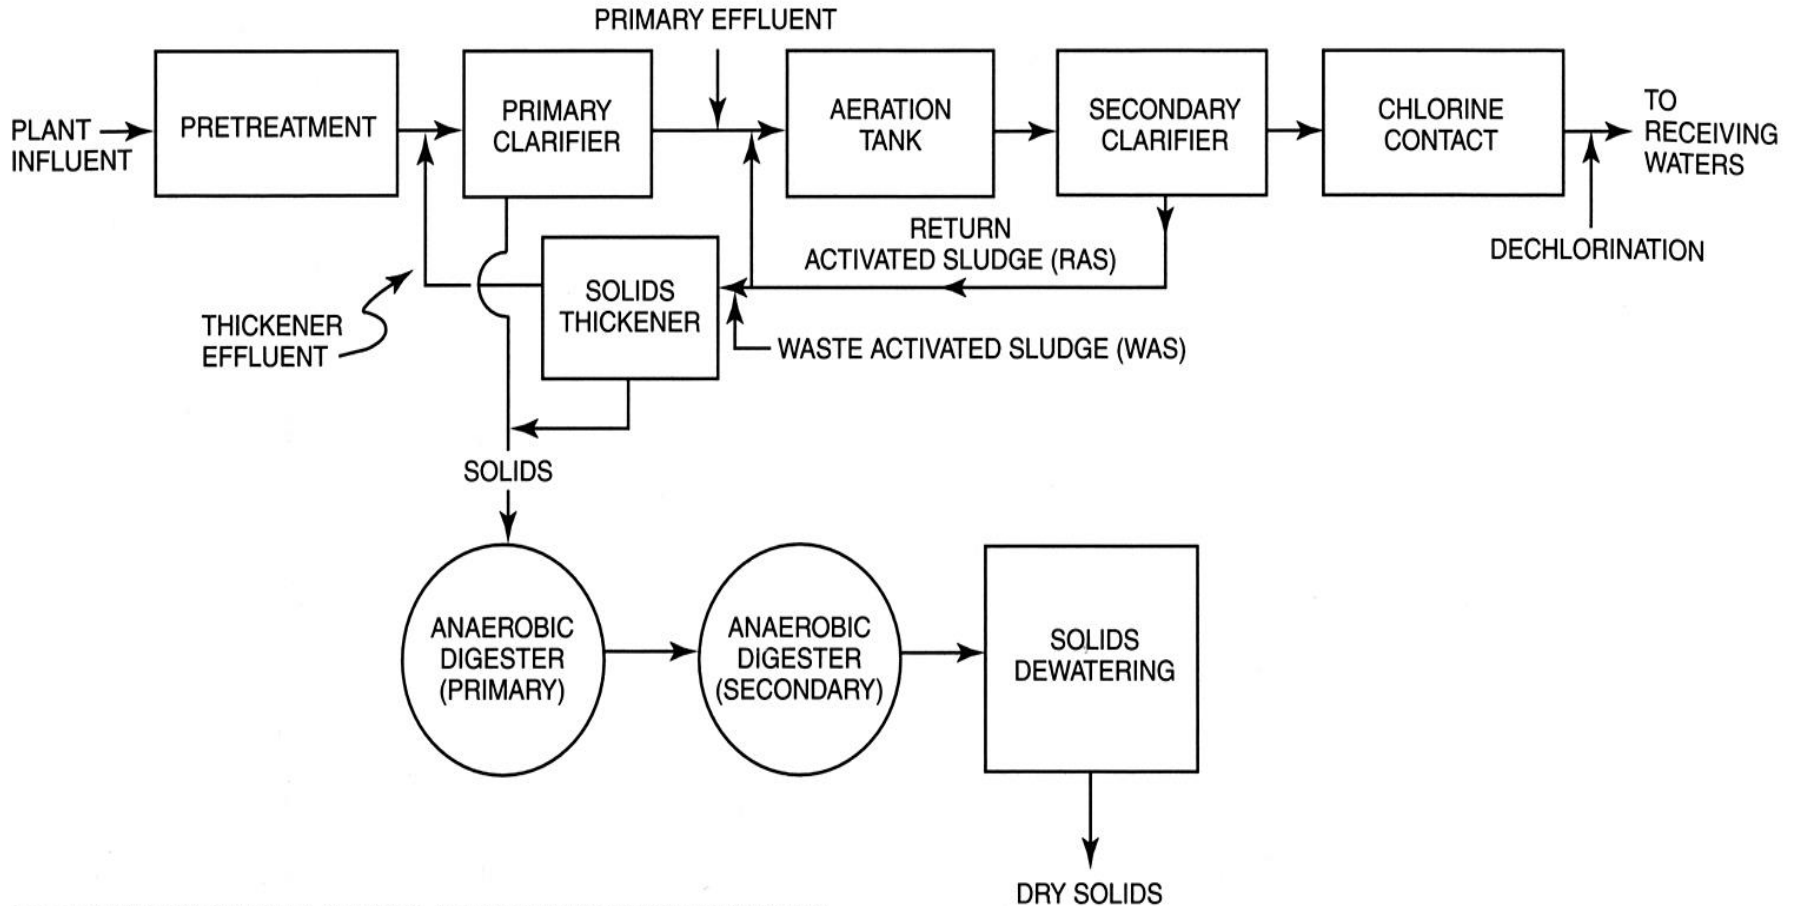 PRIMARY EFFLUENT
PLANT
INFLUENT
PRETREATMENT
PRIMARY
CLARIFIER
AERATION
TANK
SECONDARY
CLARIFIER
CHLORINE
CONTACT
TO
RECEIVING
WATERS
RETURN
ACTIVATED SLUDGE (RAS)
DECHLORINATION
SOLIDS
THICKENER
THICKENER
EFFLUENT
WASTE ACTIVATED SLUDGE (WAS)
SOLIDS
ANAEROBIC
DIGESTER
(PRIMARY)
ANAEROBIC
DIGESTER
(SECONDARY)
SOLIDS
DEWATERING
DRY SOLIDS